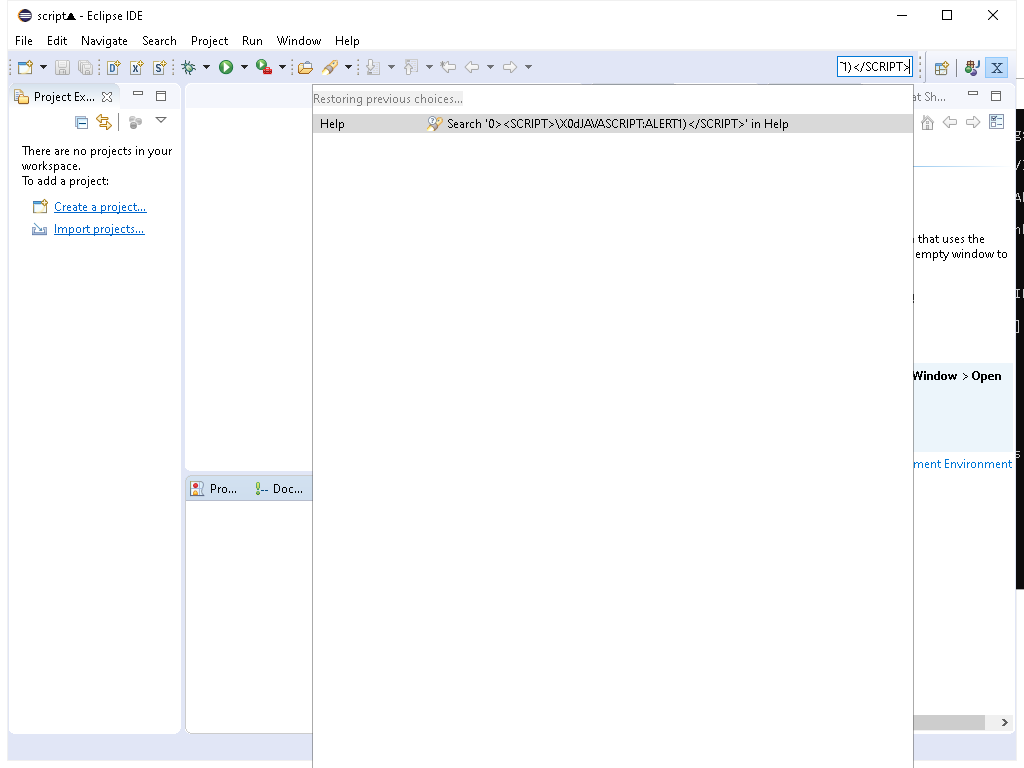 script▲ - Eclipse IDE
File Edit Navigate Search Project Run Window Help
1)</SCRIPT>
Project Ex...
at Sh...
Restoring previous choices...
Help Search '0><SCRIPT>\X0dJAVASCRIPT:ALERT1)</SCRIPT>' in Help
There are no projects in your
workspace.
To add a project:
Create a project...
Import projects...
that uses the
empty window to
Window > Open
ment Environment
Pro... Doc...